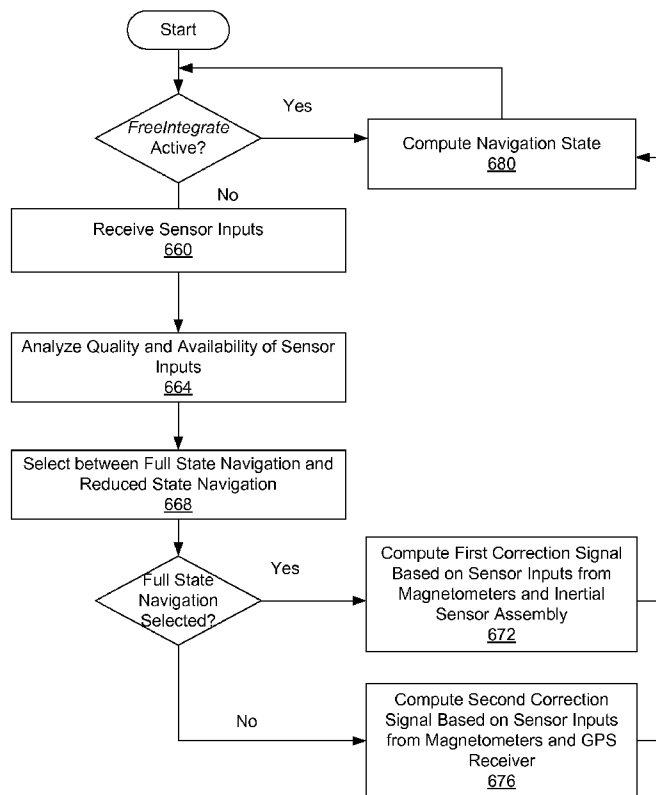 Start
FreeIntegrate
Active?
Yes
Compute Navigation State
680
No
Receive Sensor Inputs
660
Analyze Quality and Availability of Sensor
Inputs
664
Select between Full State Navigation and
Reduced State Navigation
668
Full State
Navigation
Selected?
Yes
Compute First Correction Signal
Based on Sensor Inputs from
Magnetometers and Inertial
Sensor Assembly
672
No
Compute Second Correction
Signal Based on Sensor Inputs
from Magnetometers and GPS
Receiver
676